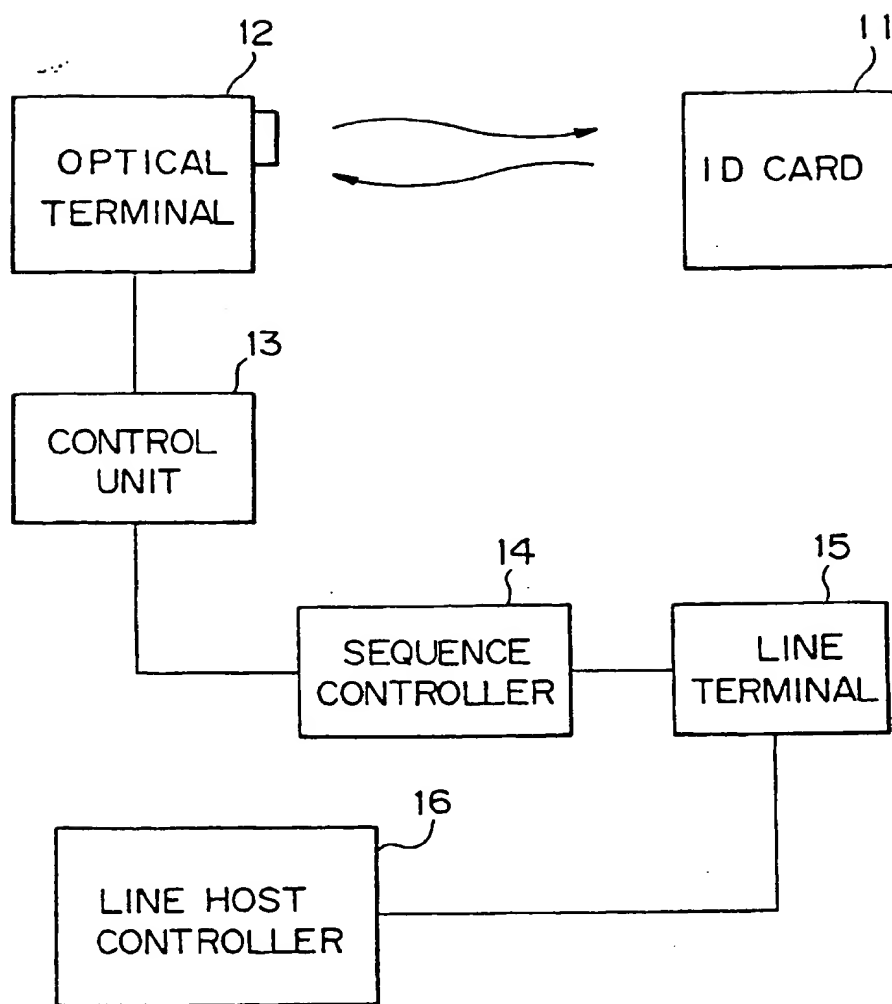 12
11
OPTICAL
TERMINAL
ID CARD
13
CONTROL
UNIT
14
15
SEQUENCE
CONTROLLER
LINE
TERMINAL
16
LINE HOST
CONTROLLER